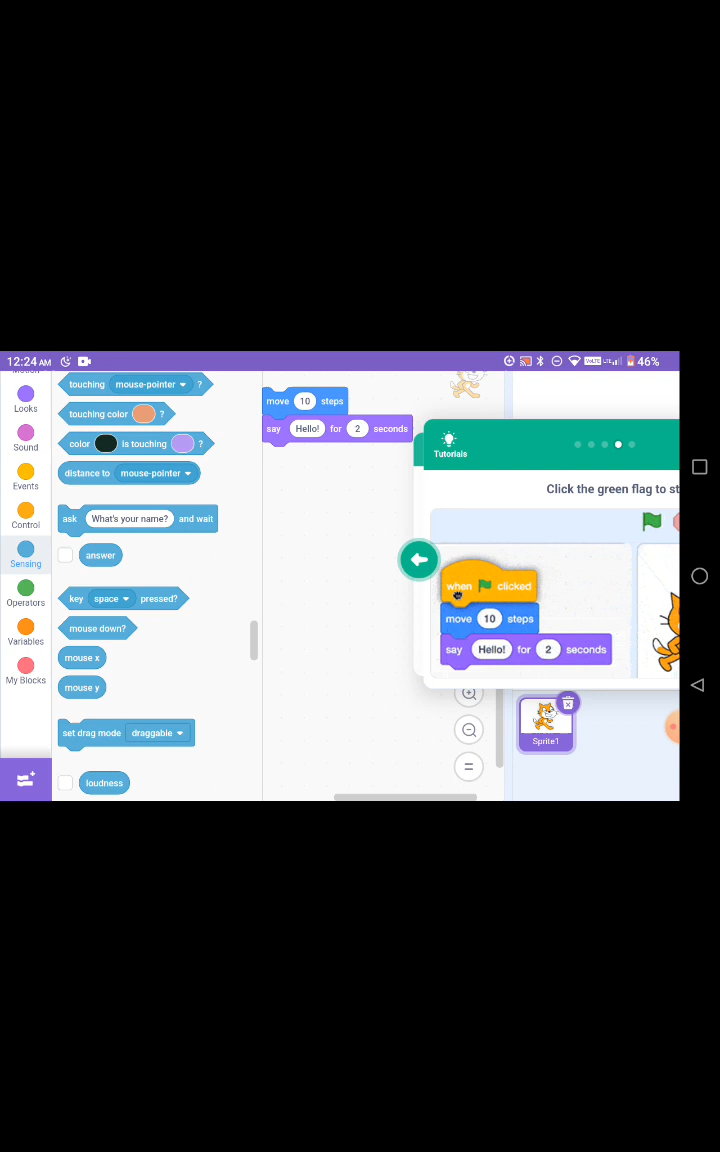 12:24 AM
VoLTE LTE 46%
Motion
Looks
Sound
Events
Control
Sensing
Operators
Variables
My Blocks
touching mouse-pointer ?
touching color ?
color is touching ?
distance to mouse-pointer
ask What's your name? and wait
answer
key space pressed?
mouse down?
mouse x
mouse y
set drag mode draggable
loudness
move 10 steps
say Hello! for 2 seconds
Tutorials
Click the green flag to st
when clicked
move 10 steps
say Hello! for 2 seconds
Sprite1